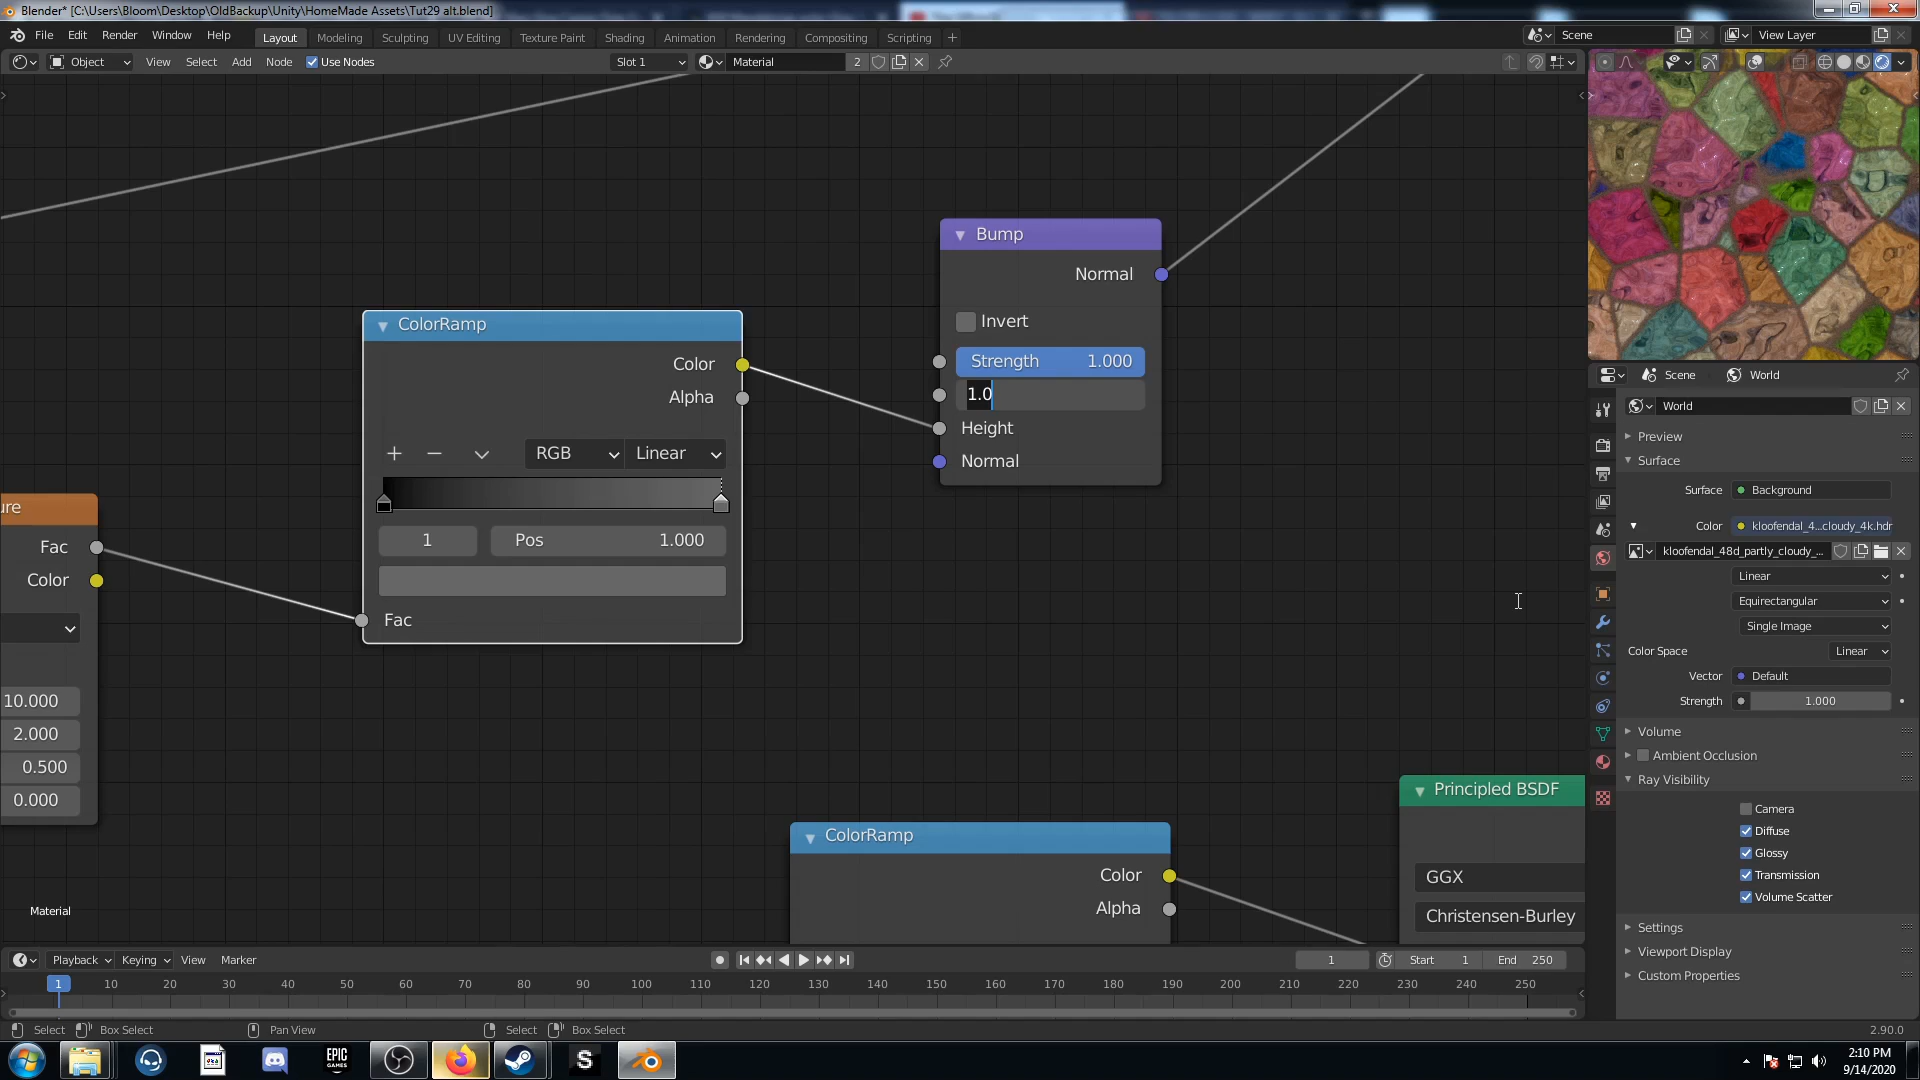 Blender* [C:\Users\Bloom\Desktop\OldBackup\Unity\HomeMade Assets\Tut29 alt.blend]
File Edit Render Window Help Layout Modeling Sculpting UV Editing Texture Paint Shading Animation Rendering Compositing Scripting + Scene View Layer
Object View Select Add Node Use Nodes Slot 1 Material 2
Bump
Normal
Invert
Strength 1.000
1.0
Height
Normal
ColorRamp
Color
Alpha
RGB Linear
1 Pos 1.000
Fac
ure
Fac
Color
10.000
2.000
0.500
0.000
ColorRamp
Color
Alpha
Principled BSDF
GGX
Christensen-Burley
Material
Scene World
World
Preview
Surface
Surface Background
Color kloofendal_4...cloudy_4k.hdr
kloofendal_48d_partly_cloudy_...
Linear
Equirectangular
Single Image
Color Space Linear
Vector Default
Strength 1.000
Volume
Ambient Occlusion
Ray Visibility
Camera
Diffuse
Glossy
Transmission
Volume Scatter
Settings
Viewport Display
Custom Properties
Playback Keying View Marker 1 Start 1 End 250
1 10 20 30 40 50 60 70 80 90 100 110 120 130 140 150 160 170 180 190 200 210 220 230 240 250
Select Box Select Pan View Select Box Select 2.90.0
EPIC GAMES
S
2:10 PM
9/14/2020